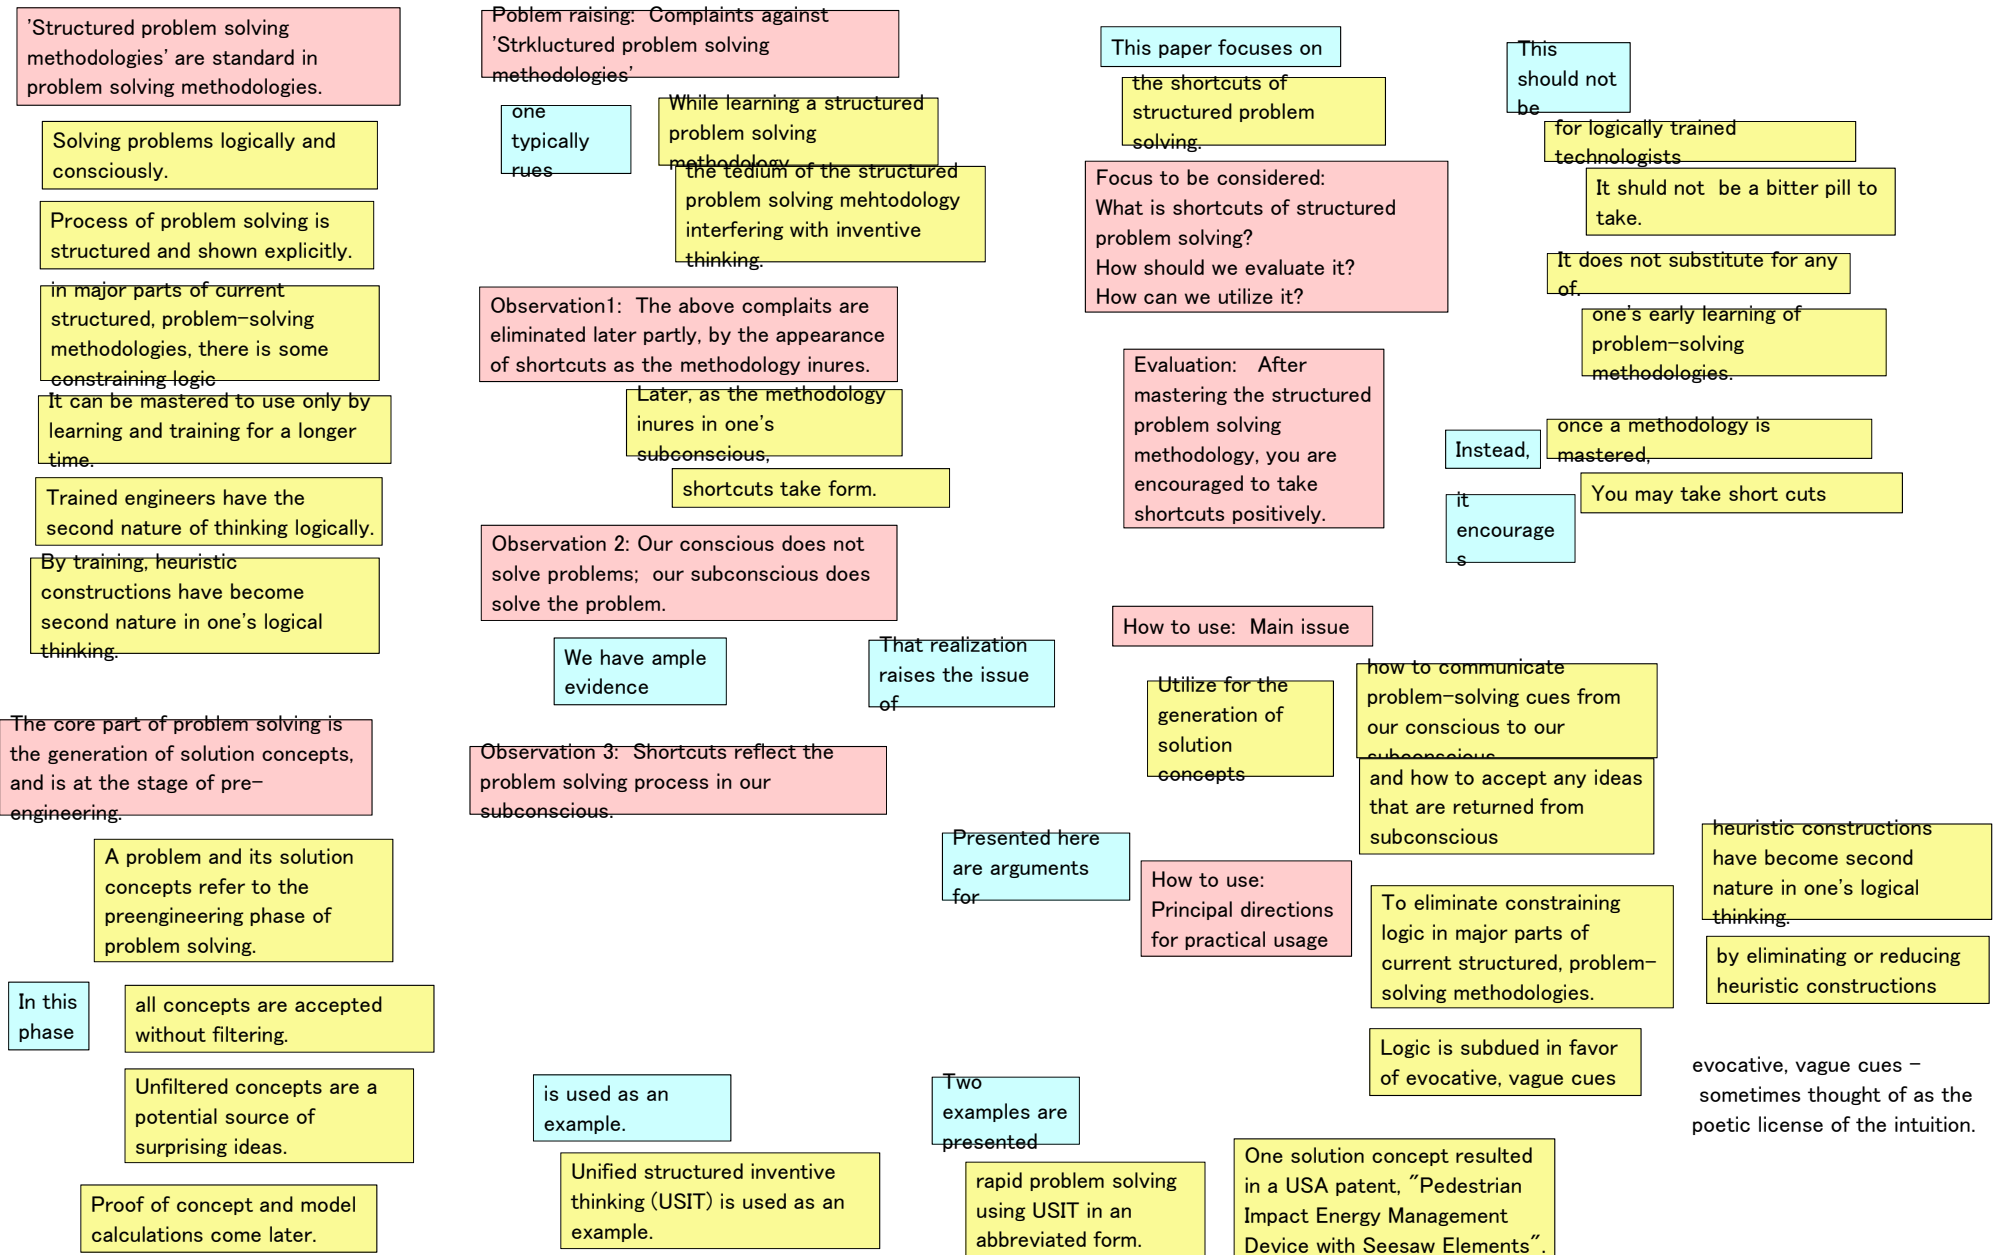 'Structured problem solving
methodologies' are standard in
problem solving methodologies.
Solving problems logically and
consciously.
Process of problem solving is
structured and shown explicitly.
in major parts of current
structured, problem-solving
methodologies, there is some
constraining logic
It can be mastered to use only by
learning and training for a longer
time.
Trained engineers have the
second nature of thinking logically.
By training, heuristic
constructions have become
second nature in one's logical
thinking.
The core part of problem solving is
the generation of solution concepts,
and is at the stage of pre-
engineering.
A problem and its solution
concepts refer to the
preengineering phase of
problem solving.
In this
phase
all concepts are accepted
without filtering.
Unfiltered concepts are a
potential source of
surprising ideas.
Proof of concept and model
calculations come later.
Poblem raising: Complaints against
'Strkluctured problem solving
methodologies'
one
typically
rues
While learning a structured
problem solving
methodology
the tedium of the structured
problem solving mehtodology
interfering with inventive
thinking.
Observation1: The above complaits are
eliminated later partly, by the appearance
of shortcuts as the methodology inures.
Later, as the methodology
inures in one's
subconscious,
shortcuts take form.
Observation 2: Our conscious does not
solve problems; our subconscious does
solve the problem.
We have ample
evidence
That realization
raises the issue
of
Observation 3: Shortcuts reflect the
problem solving process in our
subconscious.
Presented here
are arguments
for
is used as an
example.
Unified structured inventive
thinking (USIT) is used as an
example.
Two
examples are
presented
rapid problem solving
using USIT in an
abbreviated form.
This paper focuses on
the shortcuts of
structured problem
solving.
Focus to be considered:
What is shortcuts of structured
problem solving?
How should we evaluate it?
How can we utilize it?
Evaluation: After
mastering the structured
problem solving
methodology, you are
encouraged to take
shortcuts positively.
This
should not
be
for logically trained
technologists
It shuld not be a bitter pill to
take.
It does not substitute for any
of.
one's early learning of
problem-solving
methodologies.
Instead,
once a methodology is
mastered,
it
encourage
s
You may take short cuts
How to use: Main issue
Utilize for the
generation of
solution
concepts
how to communicate
problem-solving cues from
our conscious to our
subconscious
and how to accept any ideas
that are returned from
subconscious
How to use:
Principal directions
for practical usage
To eliminate constraining
logic in major parts of
current structured, problem-
solving methodologies.
heuristic constructions
have become second
nature in one's logical
thinking.
by eliminating or reducing
heuristic constructions
Logic is subdued in favor
of evocative, vague cues
evocative, vague cues -
sometimes thought of as the
poetic license of the intuition.
One solution concept resulted
in a USA patent, "Pedestrian
Impact Energy Management
Device with Seesaw Elements".